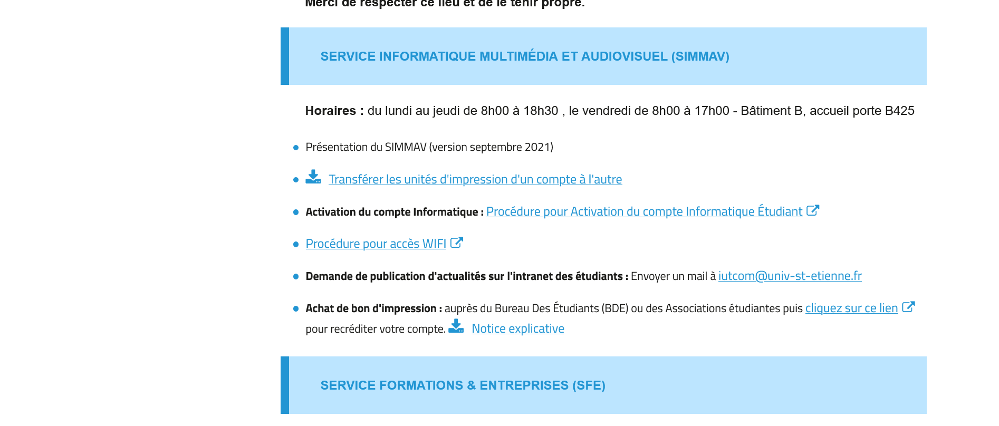 Merci de respecter ce lieu et de le tenir propre.
SERVICE INFORMATIQUE MULTIMÉDIA ET AUDIOVISUEL (SIMMAV)
Horaires : du lundi au jeudi de 8h00 à 18h30 , le vendredi de 8h00 à 17h00 - Bâtiment B, accueil porte B425
Présentation du SIMMAV (version septembre 2021)
Transférer les unités d'impression d'un compte à l'autre
Activation du compte Informatique : Procédure pour Activation du compte Informatique Étudiant
Procédure pour accès WIFI
Demande de publication d'actualités sur l'intranet des étudiants : Envoyer un mail à iutcom@univ-st-etienne.fr
Achat de bon d'impression : auprès du Bureau Des Étudiants (BDE) ou des Associations étudiantes puis cliquez sur ce lien
pour recréditer votre compte. Notice explicative
SERVICE FORMATIONS & ENTREPRISES (SFE)